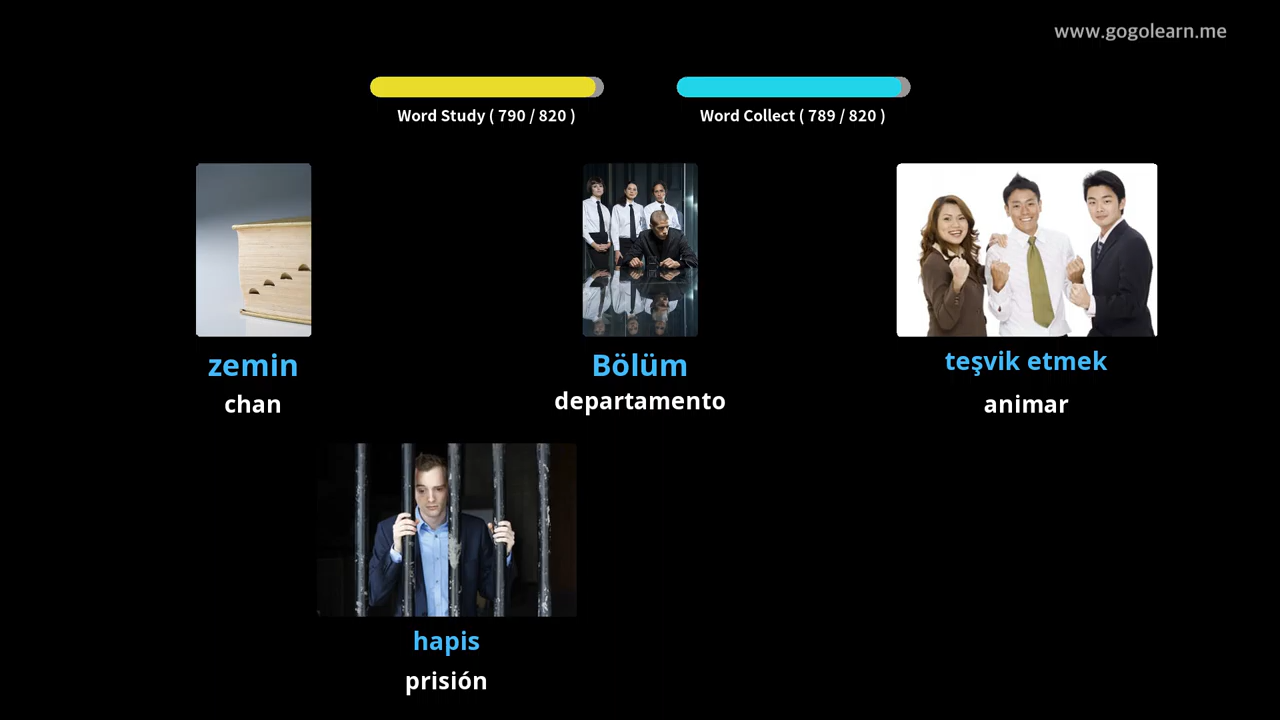 www.gogolearn.me
Word Study ( 790 / 820 )
Word Collect ( 789 / 820 )
zemin
chan
Bölüm
departamento
teşvik etmek
animar
hapis
prisión